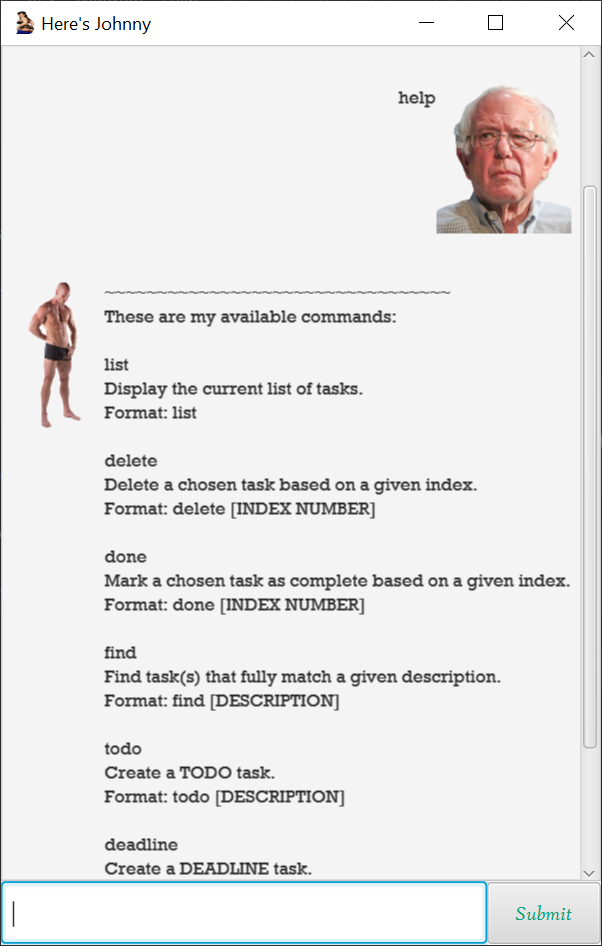 Here's Johnny
help
~~~~~~~~~~~~~~~~~~~~~~~~~~~~~~~~~
These are my available commands:
list
Display the current list of tasks.
Format: list
delete
Delete a chosen task based on a given index.
Format: delete [INDEX NUMBER]
done
Mark a chosen task as complete based on a given index.
Format: done [INDEX NUMBER]
find
Find task(s) that fully match a given description.
Format: find [DESCRIPTION]
todo
Create a TODO task.
Format: todo [DESCRIPTION]
deadline
Create a DEADLINE task.
Submit